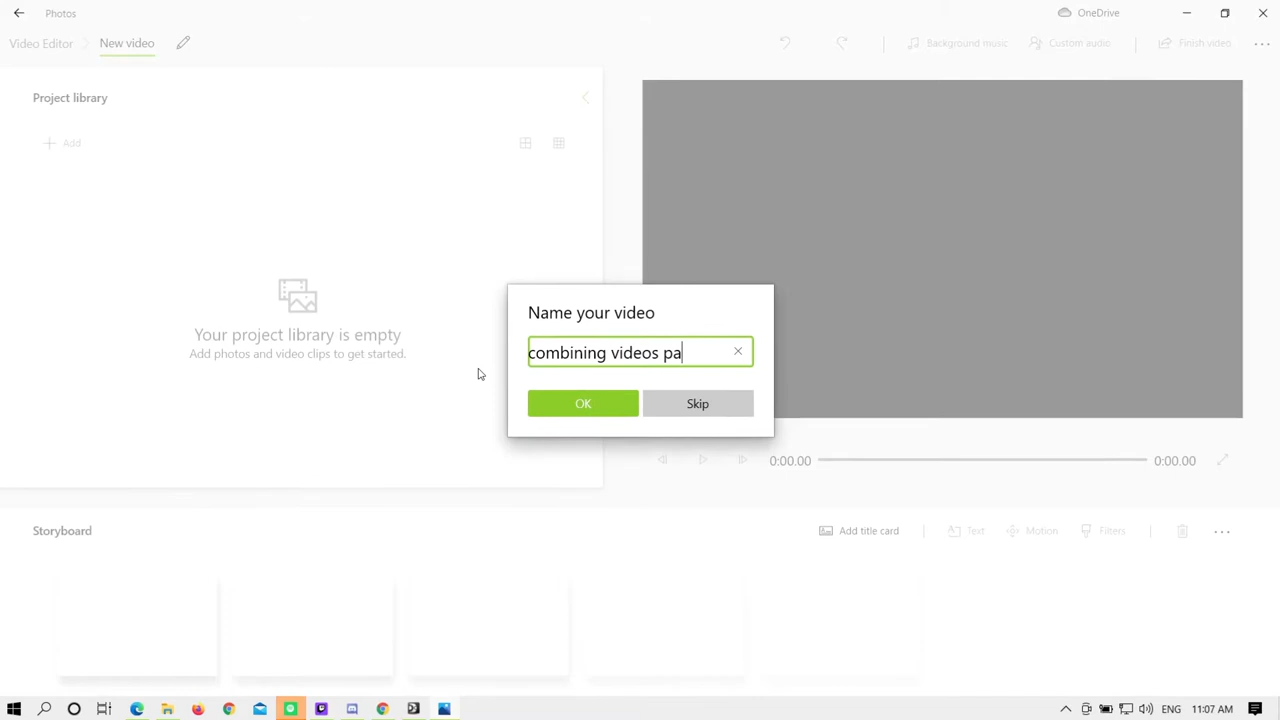 Photos
OneDrive
Video Editor
New video
Background music
Custom audio
Finish video
Project library
Add
Your project library is empty
Add photos and video clips to get started.
Name your video
combining videos pa
OK
Skip
0:00.00
0:00.00
Storyboard
Add title card
Text
Motion
Filters
ENG
11:07 AM